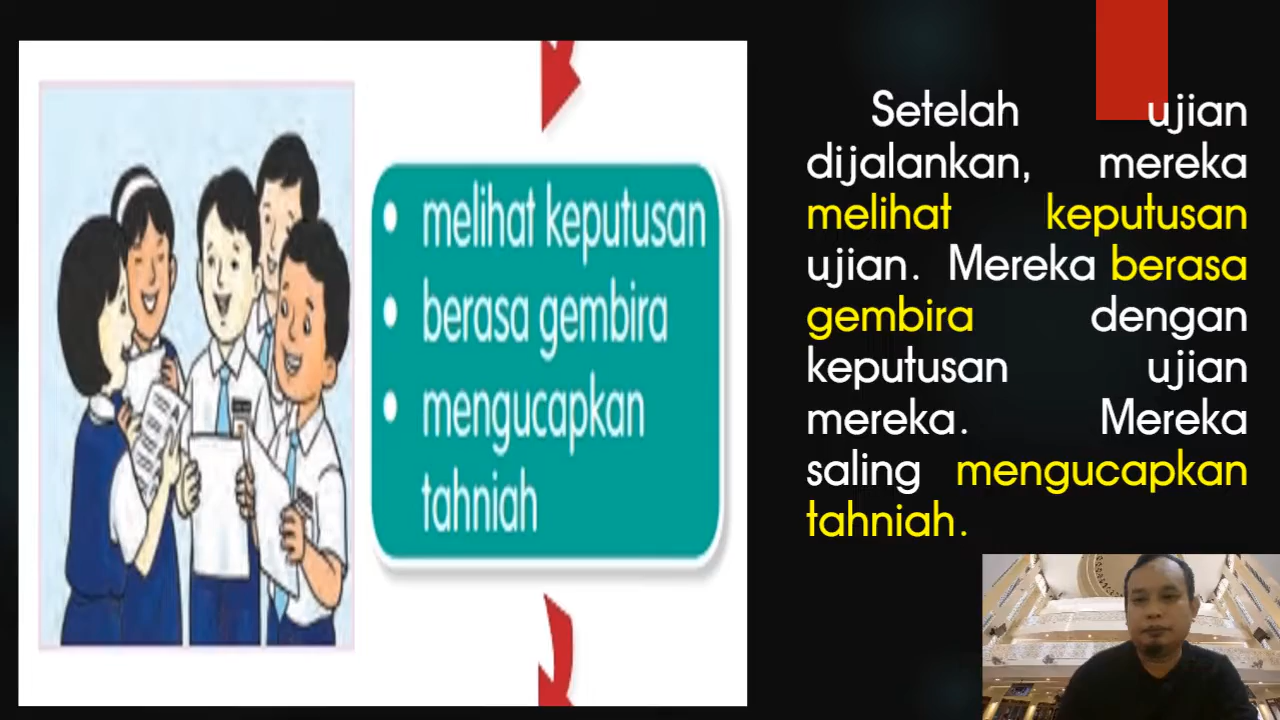 • melihat keputusan
• berasa gembira
• mengucapkan
tahniah
Setelah ujian
dijalankan, mereka
melihat keputusan
ujian. Mereka berasa
gembira dengan
keputusan ujian
mereka. Mereka
saling mengucapkan
tahniah.